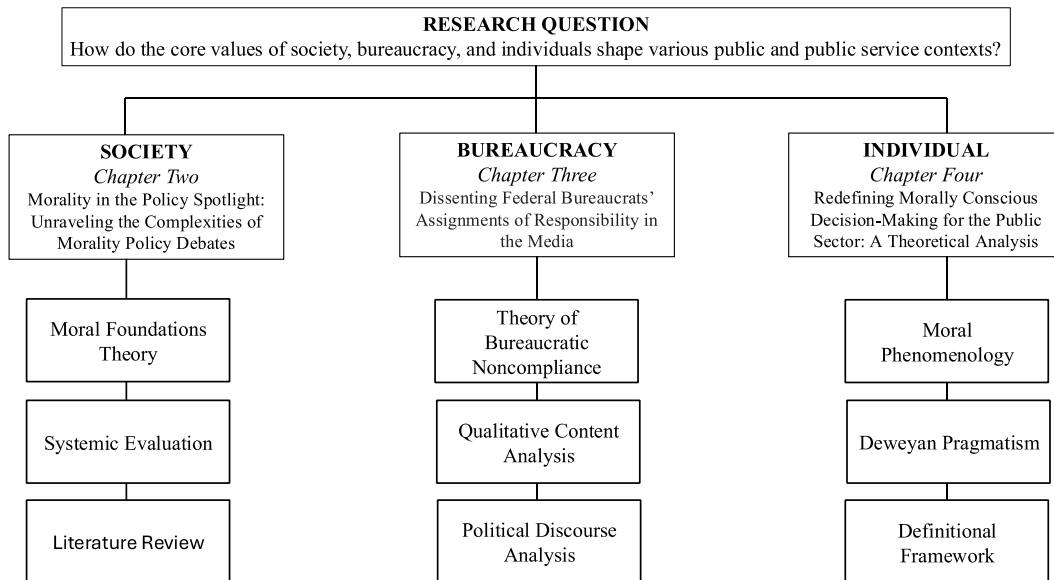 RESEARCH QUESTION
How do the core values of society, bureaucracy, and individuals shape various public and public service contexts?
SOCIETY
Chapter Two
Morality in the Policy Spotlight:
Unraveling the Complexities of
Morality Policy Debates
BUREAUCRACY
Chapter Three
Dissenting Federal Bureaucrats’
Assignments of Responsibility in
the Media
INDIVIDUAL
Chapter Four
Redefining Morally Conscious
Decision-Making for the Public
Sector: A Theoretical Analysis
Moral Foundations
Theory
Theory of
Bureaucratic
Noncompliance
Moral
Phenomenology
Systemic Evaluation
Qualitative Content
Analysis
Deweyan Pragmatism
Literature Review
Political Discourse
Analysis
Definitional
Framework